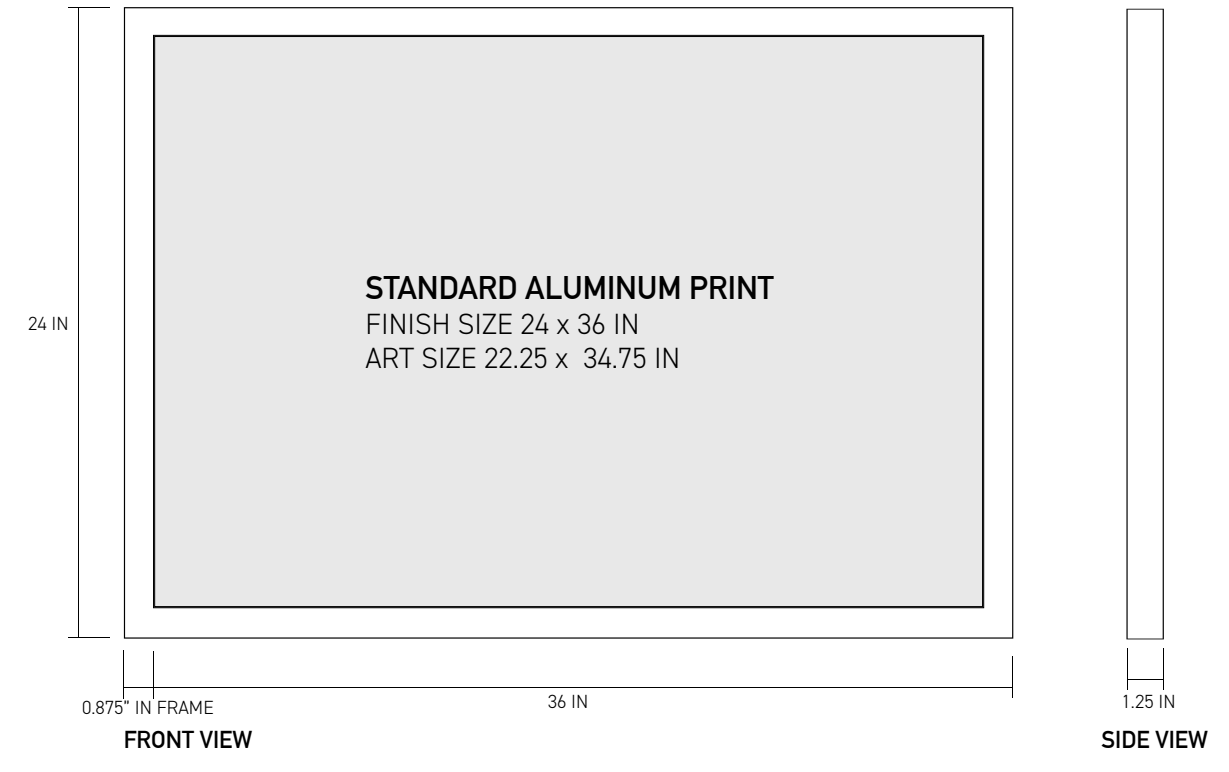 STANDARD ALUMINUM PRINT
FINISH SIZE 24 x 36 IN
ART SIZE 22.25 x  34.75 IN
24 IN
36 IN
0.875” IN FRAME
1.25 IN
FRONT VIEW
SIDE VIEW